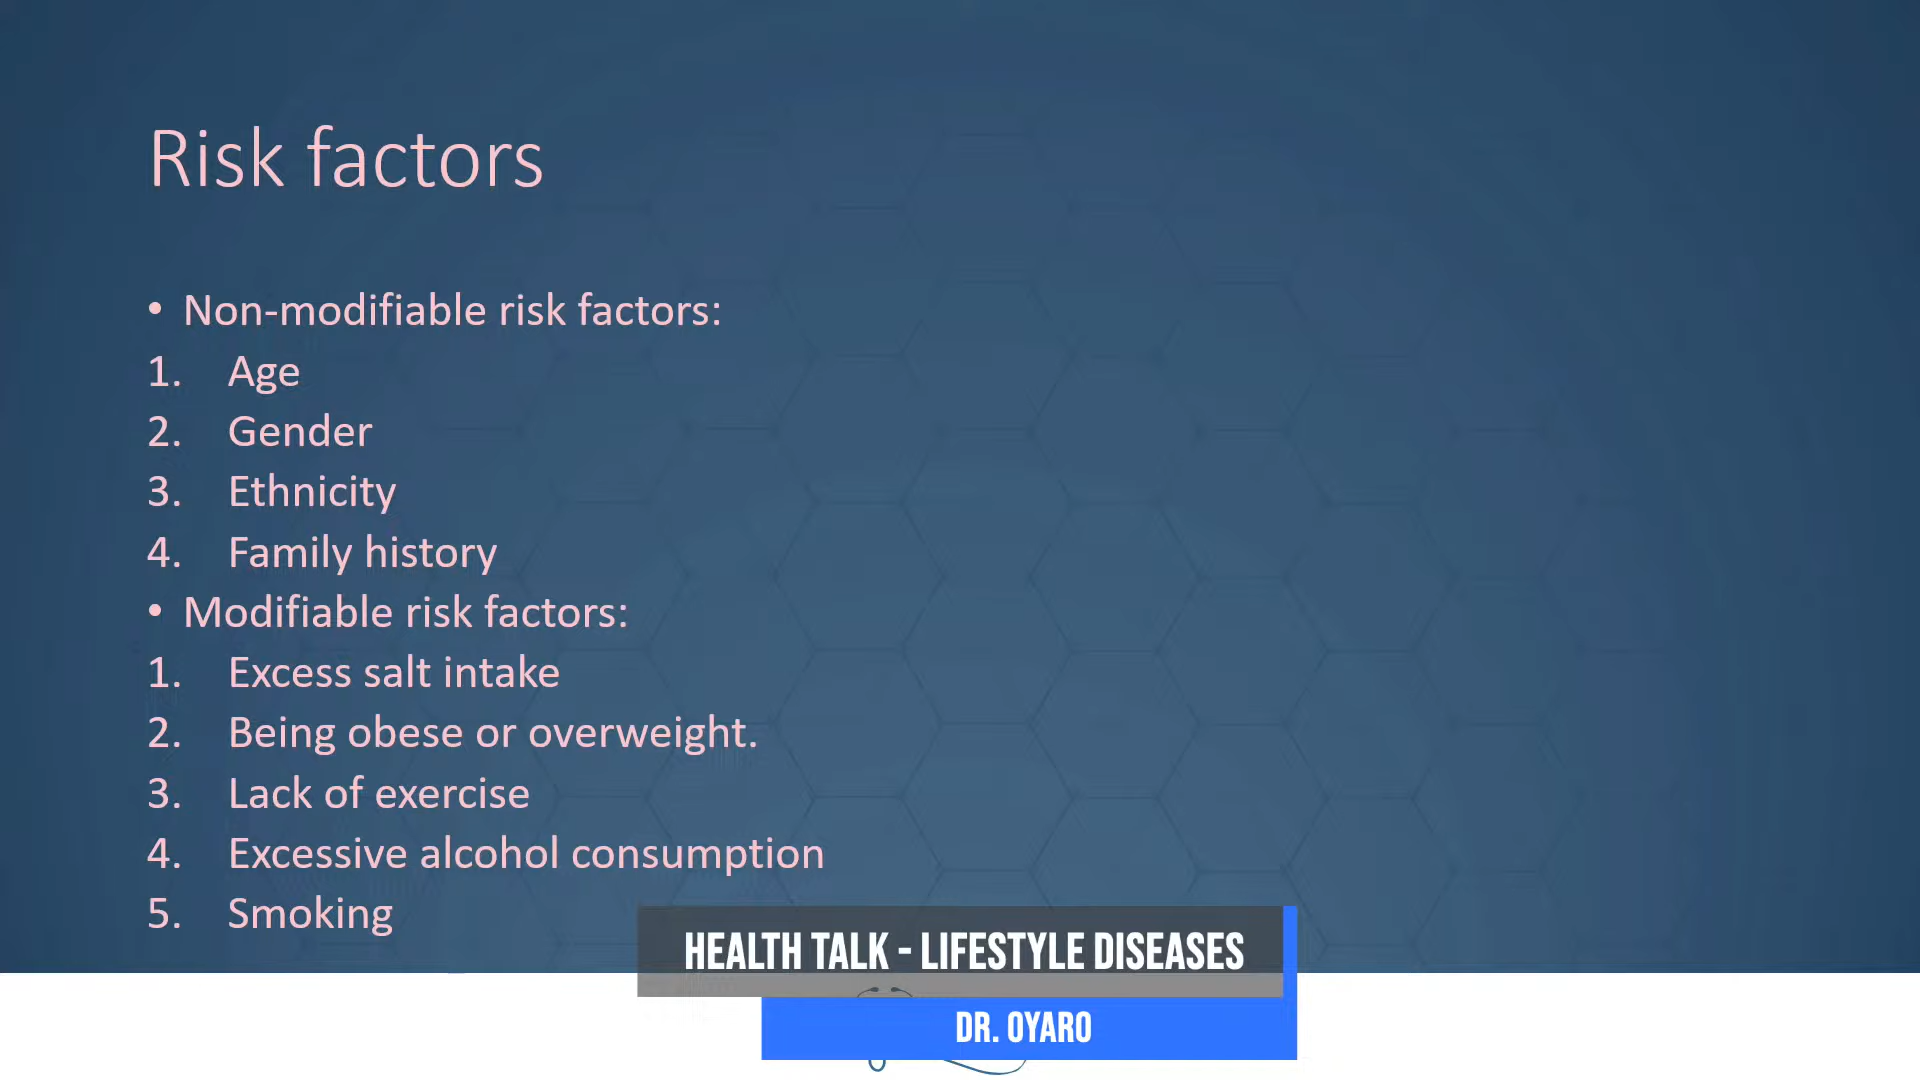 Risk factors
• Non-modifiable risk factors:
1. Age
2. Gender
3. Ethnicity
4. Family history
• Modifiable risk factors:
1. Excess salt intake
2. Being obese or overweight.
3. Lack of exercise
4. Excessive alcohol consumption
5. Smoking
HEALTH TALK - LIFESTYLE DISEASES
DR. OYARO